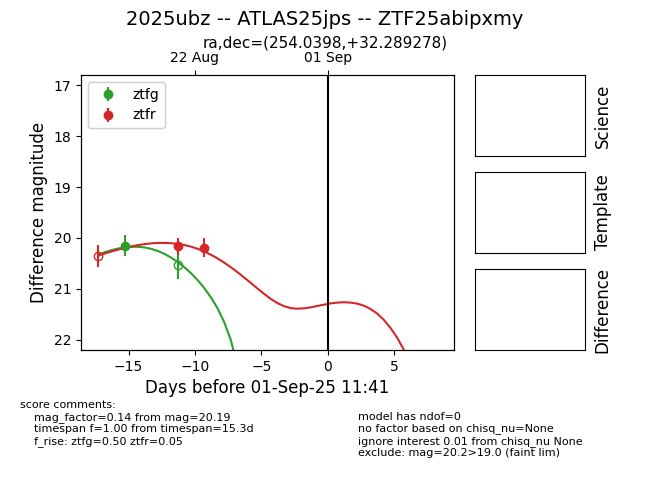 2025ubz -- ATLAS25jps -- ZTF25abipxmy
ra,dec=(254.0398,+32.289278)
22 Aug
01 Sep
ztfg
ztfr
17
18
19
20
21
22
Difference magnitude
−15
−10
−5
0
5
Days before 01-Sep-25 11:41
Science
Template
Difference
score comments:
mag_factor=0.14 from mag=20.19
timespan f=1.00 from timespan=15.3d
f_rise: ztfg=0.50 ztfr=0.05
model has ndof=0
no factor based on chisq_nu=None
ignore interest 0.01 from chisq_nu None
exclude: mag=20.2>19.0 (faint lim)